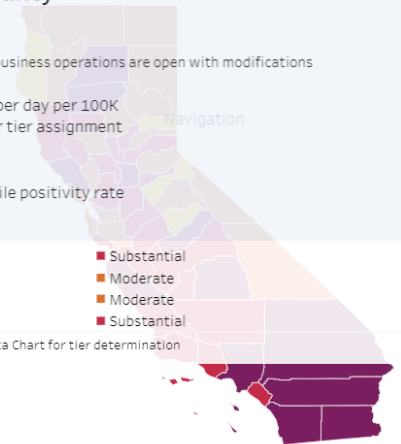 business operations are open with modifications
per day per 100K
tier assignment
Navigation
positivity rate
Substantial
Moderate
Moderate
Substantial
Chart for tier determination